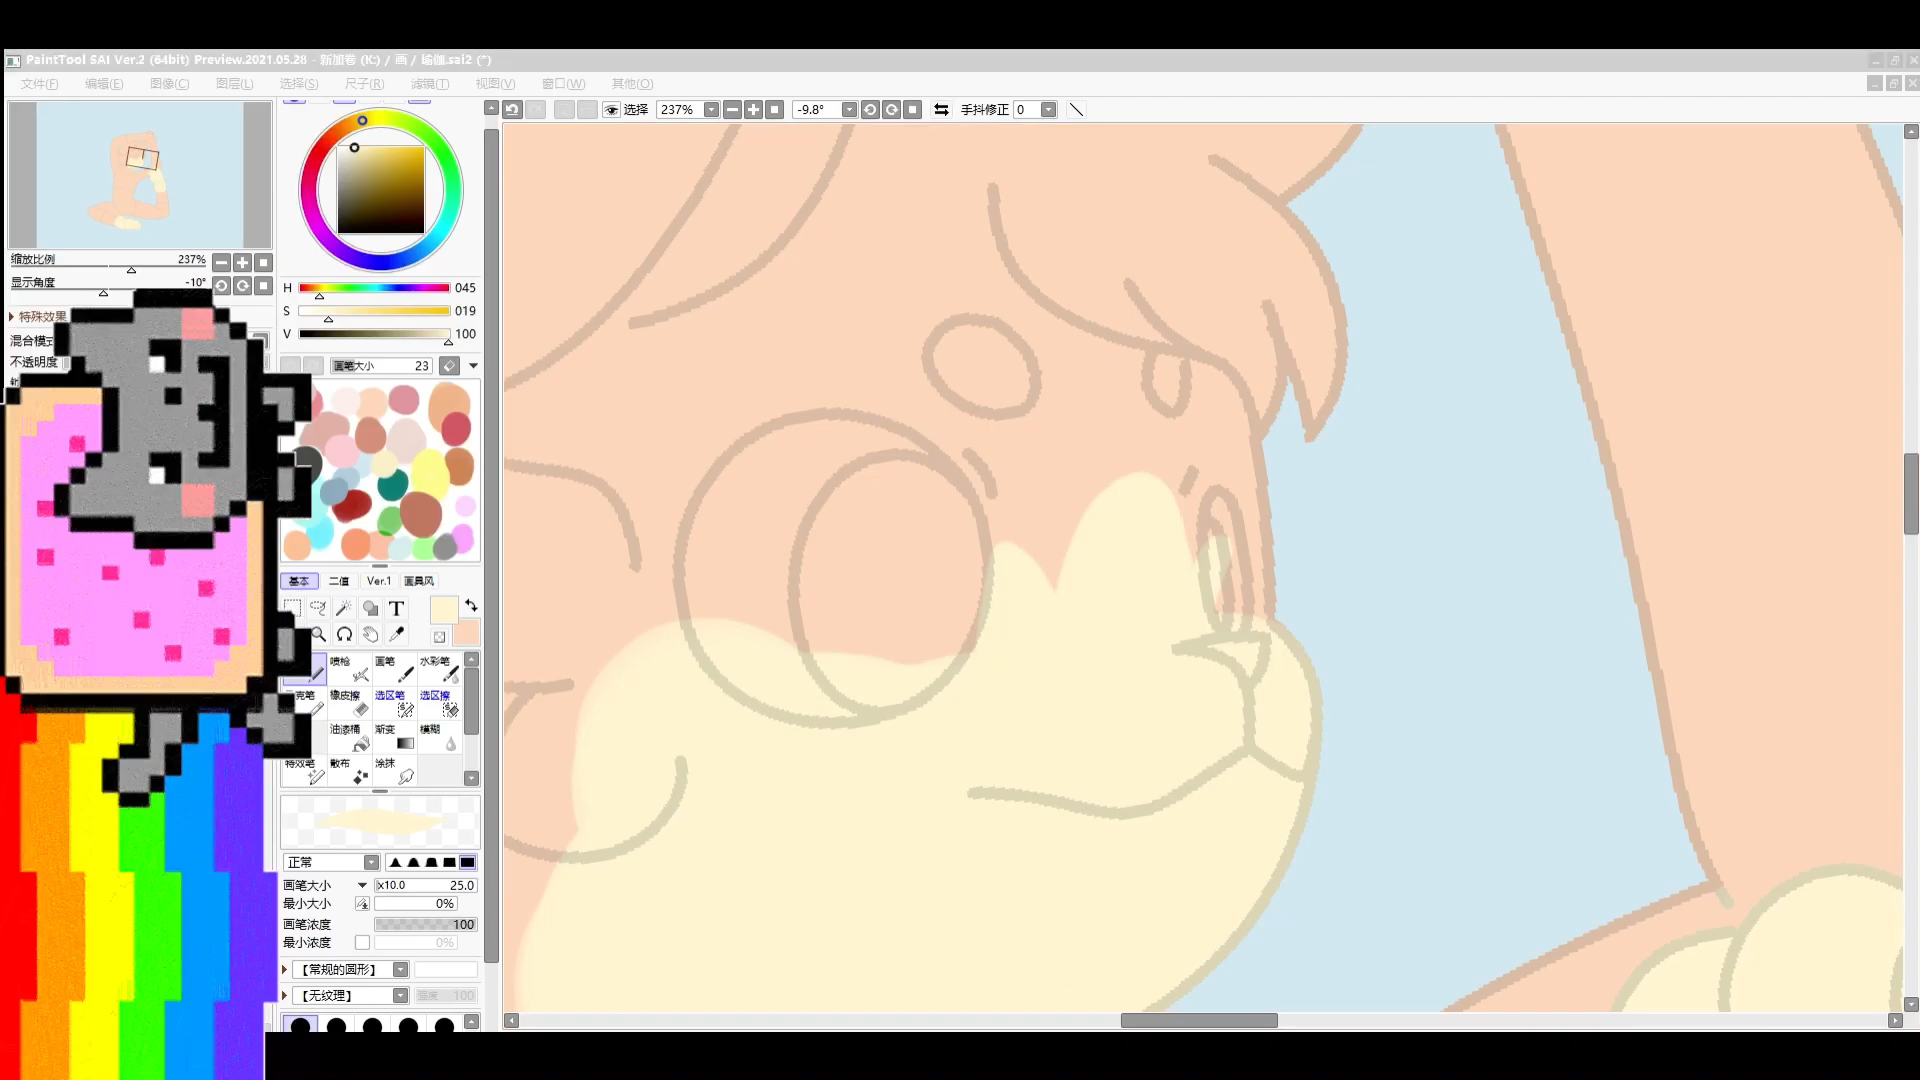 PaintTool SAI Ver.2 (64bit) Preview.2021.05.28 - 新加卷 (K:) / 画 / 瑜伽.sai2 (*)
文件(F) 编辑(E) 图像(C) 图层(L) 选择(S) 尺子(R) 滤镜(T) 视图(V) 窗口(W) 其他(O)
选择 237% -9.8° 手抖修正 0
缩放比例 237%
显示角度 -10°
特殊效果
混合模式
不透明度
H 045
S 019
V 100
画笔大小 23
基本 二值 Ver.1 画具风
T
喷枪 画笔 水彩笔
克笔 橡皮擦 选区笔 选区擦
油漆桶 渐变 模糊
特效笔 散布 涂抹
正常
画笔大小 x10.0 25.0
最小大小 0%
画笔浓度 100
最小浓度 0%
【常规的圆形】
【无纹理】 强度 100